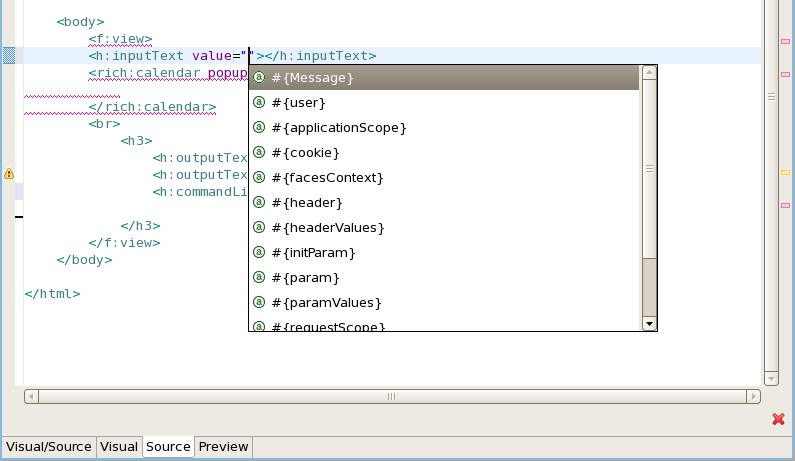 <body>
<f:view>
<h:inputText value=""></h:inputText>
<rich:calendar popup
#{Message}
#{user}
</rich:calendar>
#{applicationScope}
<br>
<h3>
#{cookie}
<h:outputTex
<h:outputTex
#{facesContext}
<h:commandLi
#{header}
</h3>
#{headerValues}
</f:view>
#{initParam}
</body>
#{param}
</html>
#{paramValues}
#{requestScope}
Visual/Source Visual Source Preview